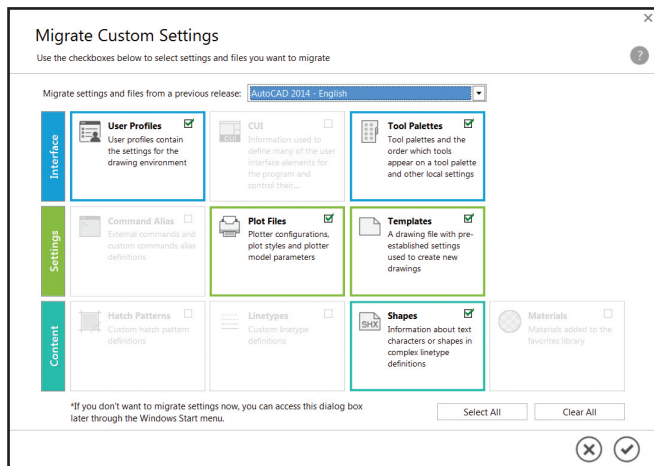 Migrate Custom Settings
Use the checkboxes below to select settings and files you want to migrate
?
Migrate settings and files from a previous release: AutoCAD 2014 - English
Interface
User Profiles
User profiles contain
the settings for the
drawing environment
CUI
CUI
Information used to
define many of the user
interface elements for
the program and
control their...
Tool Palettes
Tool palettes and the
order which tools
appear on a tool palette
and other local settings
Settings
Command Alias
External commands and
custom commands alias
definitions
Plot Files
Plotter configurations,
plot styles and plotter
model parameters
Templates
A drawing file with pre-
established settings
used to create new
drawings
Content
Hatch Patterns
Custom hatch pattern
definitions
Linetypes
Custom linetype
definitions
SHX
Shapes
Information about text
characters or shapes in
complex linetype
definitions
Materials
Materials added to the
favorites library
*If you don't want to migrate settings now, you can access this dialog box
later through the Windows Start menu.
Select All
Clear All